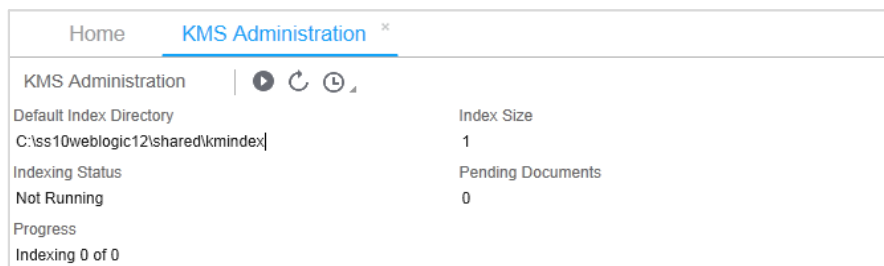 Home KMS Administration ×
KMS Administration
Default Index Directory Index Size
C:\ss10weblogic12\shared\kmindex 1
Indexing Status Pending Documents
Not Running 0
Progress
Indexing 0 of 0